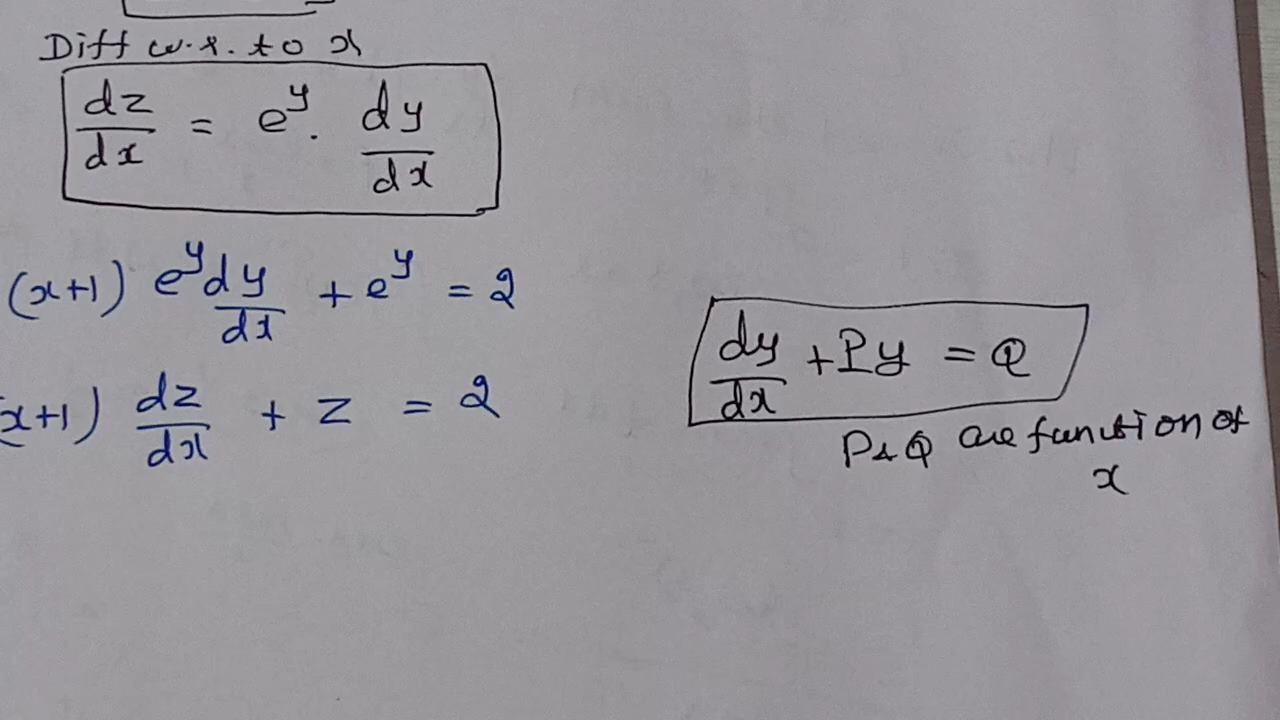 Diff w.r. to x
dz/dx = e^y . dy/dx
(x+1) e^y dy/dx + e^y = 2
(x+1) dz/dx + z = 2
dy/dx + Py = Q
P & Q are function of
x